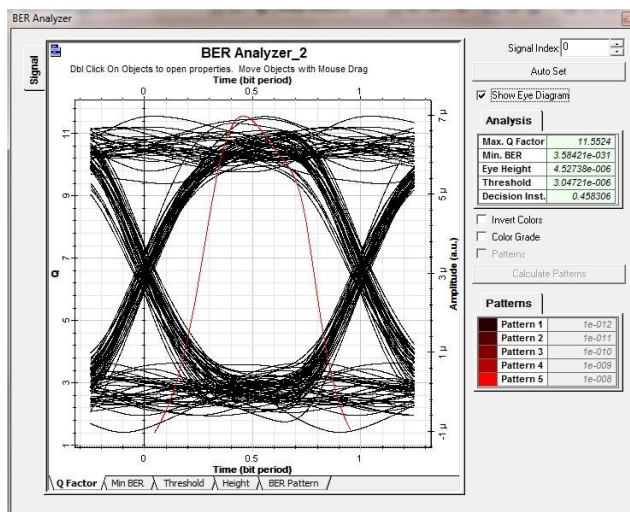 BER Analyzer
Signal
BER Analyzer_2
Dbl Click On Objects to open properties. Move Objects with Mouse Drag
Time (bit period)
0 0.5 1
Q
11
9
7
5
3
1
Amplitude (a.u.)
7 µ
5 µ
3 µ
1 µ
-1 µ
0 0.5 1
Time (bit period)
Q Factor Min BER Threshold Height BER Pattern
Signal Index: 0
Auto Set
Show Eye Diagram
Analysis
Max. Q Factor 11.5524
Min. BER 3.58421e-031
Eye Height 4.52738e-006
Threshold 3.04721e-006
Decision Inst. 0.458306
Invert Colors
Color Grade
Patterns
Calculate Patterns
Patterns
Pattern 1 1e-012
Pattern 2 1e-011
Pattern 3 1e-010
Pattern 4 1e-009
Pattern 5 1e-008